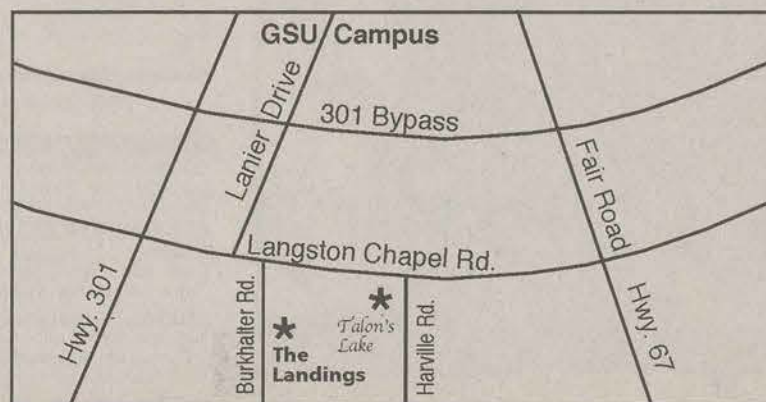 GSU Campus
Lanier Drive
301 Bypass
Fair Road
Langston Chapel Rd.
Hwy. 301
Burkhalter Rd.
Talon's
Lake
The
Landings
Harville Rd.
Hwy. 67